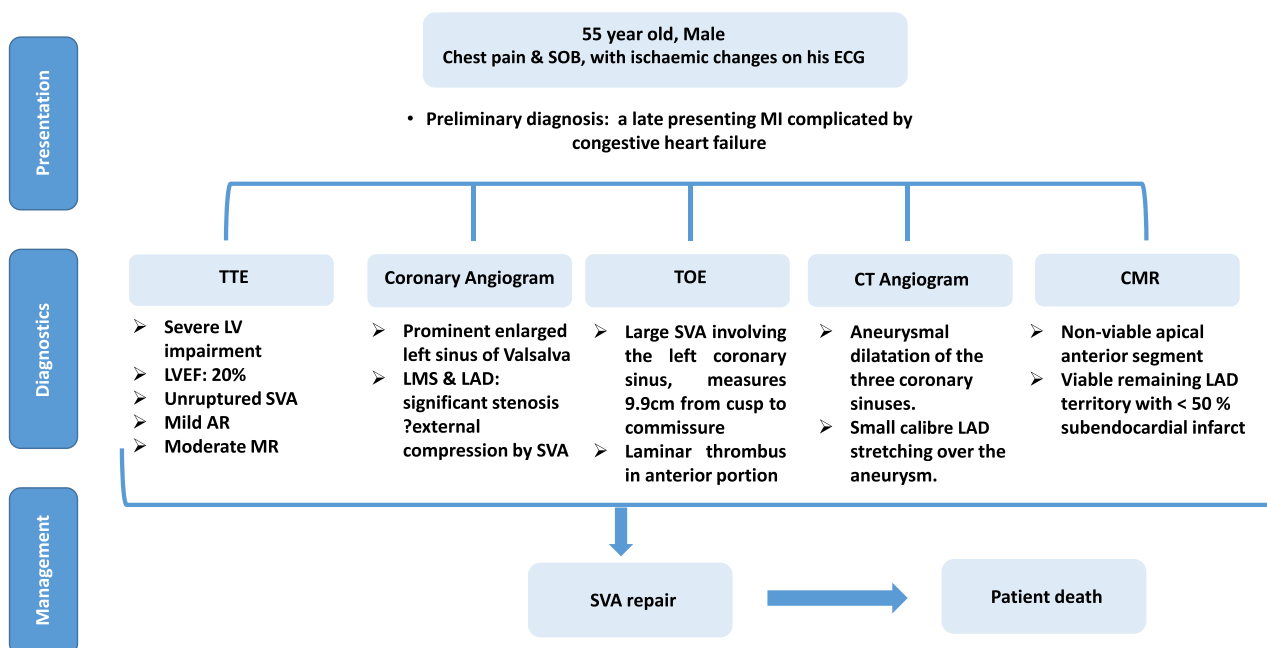 Presentation
55 year old, Male
Chest pain & SOB, with ischaemic changes on his ECG
• Preliminary diagnosis: a late presenting MI complicated by
congestive heart failure
Diagnostics
TTE
➢ Severe LV
impairment
➢ LVEF: 20%
➢ Unruptured SVA
➢ Mild AR
➢ Moderate MR
Coronary Angiogram
➢ Prominent enlarged
left sinus of Valsalva
➢ LMS & LAD:
significant stenosis
?external
compression by SVA
TOE
➢ Large SVA involving
the left coronary
sinus, measures
9.9cm from cusp to
commissure
➢ Laminar thrombus
in anterior portion
CT Angiogram
➢ Aneurysmal
dilatation of the
three coronary
sinuses.
➢ Small calibre LAD
stretching over the
aneurysm.
CMR
➢ Non-viable apical
anterior segment
➢ Viable remaining LAD
territory with < 50 %
subendocardial infarct
Management
SVA repair
Patient death